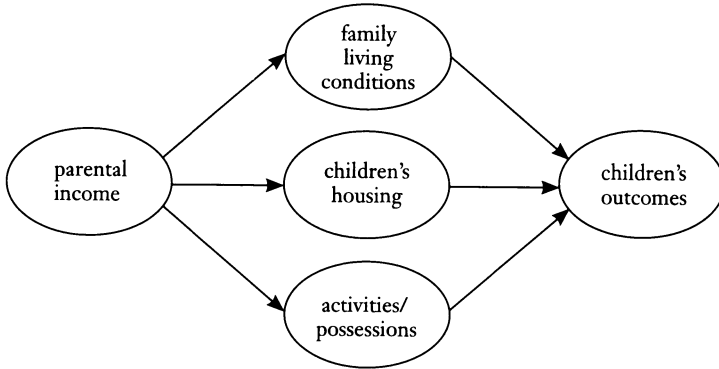 family
living
conditions
parental
income
children's
housing
children's
outcomes
activities/
possessions